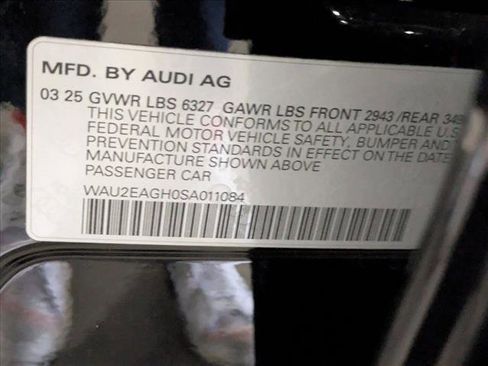 MFD. BY AUDI AG
03 25 GVWR LBS 6327 GAWR LBS FRONT 2943 /REAR
THIS VEHICLE CONFORMS TO ALL APPLICABLE U.S
FEDERAL MOTOR VEHICLE SAFETY, BUMPER AND
PREVENTION STANDARDS IN EFFECT ON THE DATE
MANUFACTURE SHOWN ABOVE
PASSENGER CAR
WAU2EAGH0SA011084